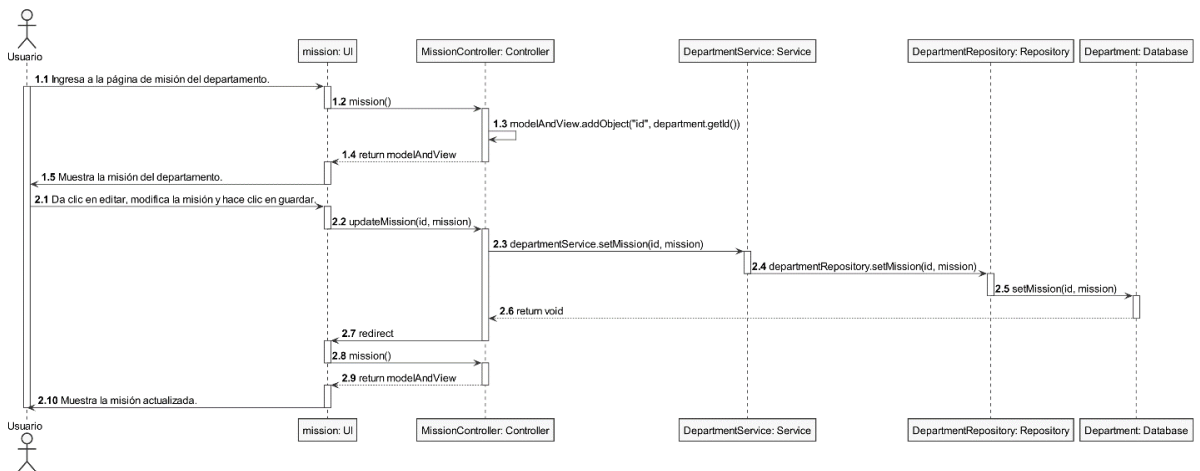 Usuario
mission: UI
MissionController: Controller
DepartmentService: Service
DepartmentRepository: Repository
Department: Database
1.1 Ingresa a la página de misión del departamento.
1.2 mission()
1.3 modelAndView.addObject("id", department.getId())
1.4 return modelAndView
1.5 Muestra la misión del departamento.
2.1 Da clic en editar, modifica la misión y hace clic en guardar.
2.2 updateMission(id, mission)
2.3 departmentService.setMission(id, mission)
2.4 departmentRepository.setMission(id, mission)
2.5 setMission(id, mission)
2.6 return void
2.7 redirect
2.8 mission()
2.9 return modelAndView
2.10 Muestra la misión actualizada.
Usuario
mission: UI
MissionController: Controller
DepartmentService: Service
DepartmentRepository: Repository
Department: Database